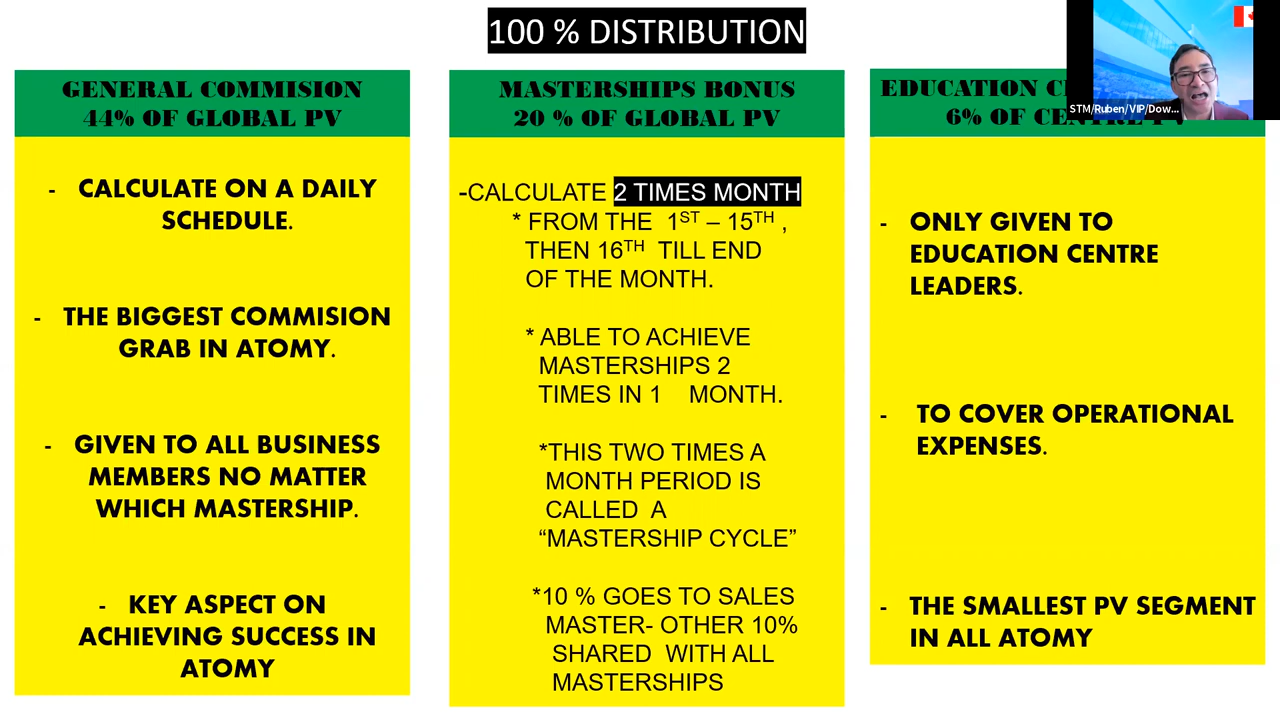 100 % DISTRIBUTION
GENERAL COMMISION
44% OF GLOBAL PV
- CALCULATE ON A DAILY
SCHEDULE.
- THE BIGGEST COMMISION
GRAB IN ATOMY.
- GIVEN TO ALL BUSINESS
MEMBERS NO MATTER
WHICH MASTERSHIP.
- KEY ASPECT ON
ACHIEVING SUCCESS IN
ATOMY
MASTERSHIPS BONUS
20 % OF GLOBAL PV
-CALCULATE 2 TIMES MONTH
* FROM THE 1ST – 15TH ,
THEN 16TH TILL END
OF THE MONTH.
* ABLE TO ACHIEVE
MASTERSHIPS 2
TIMES IN 1 MONTH.
*THIS TWO TIMES A
MONTH PERIOD IS
CALLED A
“MASTERSHIP CYCLE”
*10 % GOES TO SALES
MASTER- OTHER 10%
SHARED WITH ALL
MASTERSHIPS
EDUCATION
6% OF
- ONLY GIVEN TO
EDUCATION CENTRE
LEADERS.
- TO COVER OPERATIONAL
EXPENSES.
- THE SMALLEST PV SEGMENT
IN ALL ATOMY
STM/Ruben/VIP/Dow...